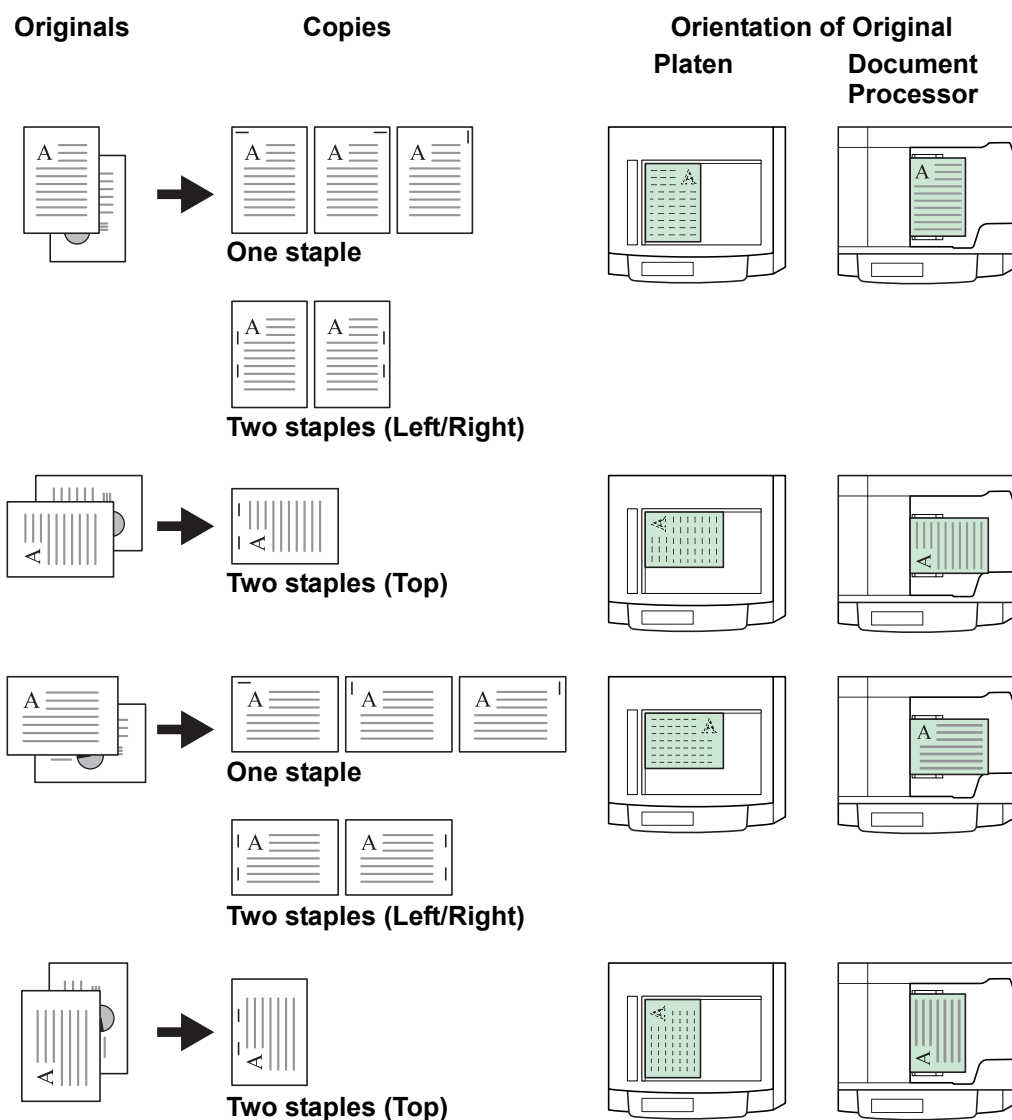 Originals
Copies
Orientation of Original
Platen
Document
Processor
A
A
A
A
A
A
One staple
A
A
Two staples (Left/Right)
A
A
A
A
Two staples (Top)
A
A
A
A
A
A
One staple
A
A
Two staples (Left/Right)
A
A
A
A
Two staples (Top)